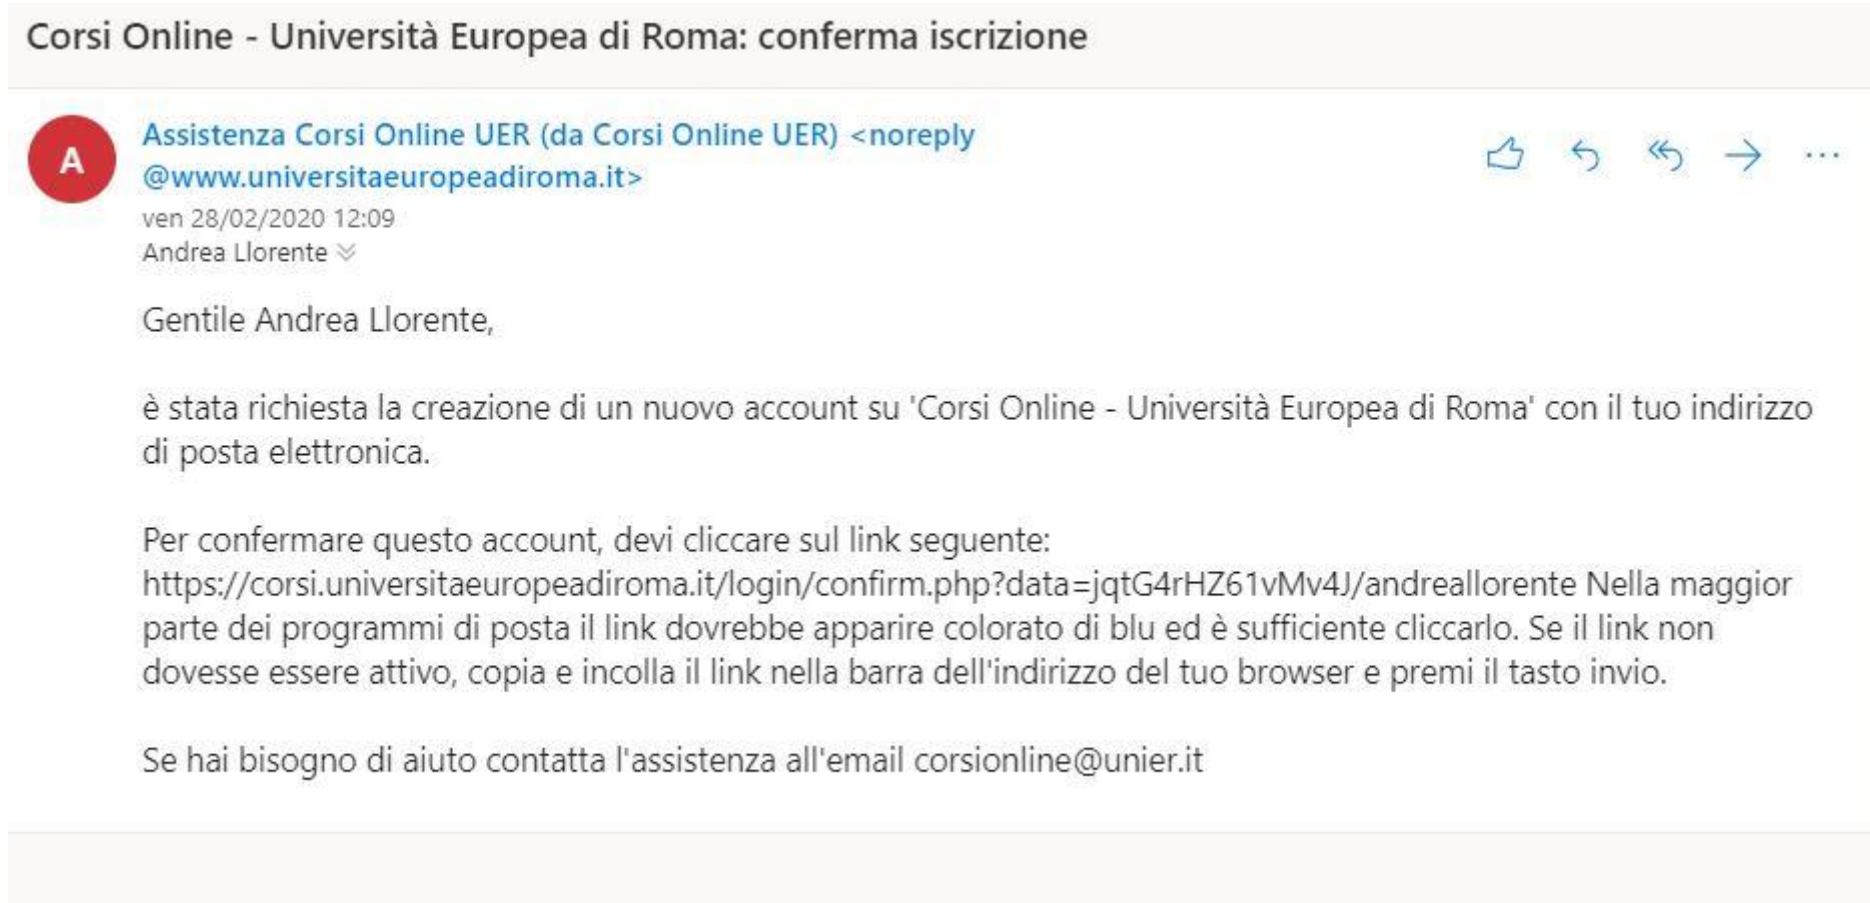 Corsi Online - Università Europea di Roma: conferma iscrizione
A
Assistenza Corsi Online UER (da Corsi Online UER) <noreply
@www.universitaeuropeadiroma.it>
ven 28/02/2020 12:09
Andrea Llorente
Gentile Andrea Llorente,
è stata richiesta la creazione di un nuovo account su 'Corsi Online - Università Europea di Roma' con il tuo indirizzo
di posta elettronica.
Per confermare questo account, devi cliccare sul link seguente:
https://corsi.universitaeuropeadiroma.it/login/confirm.php?data=jqtG4rHZ61vMv4J/andreallorente Nella maggior
parte dei programmi di posta il link dovrebbe apparire colorato di blu ed è sufficiente cliccarlo. Se il link non
dovesse essere attivo, copia e incolla il link nella barra dell'indirizzo del tuo browser e premi il tasto invio.
Se hai bisogno di aiuto contatta l'assistenza all'email corsionline@unier.it